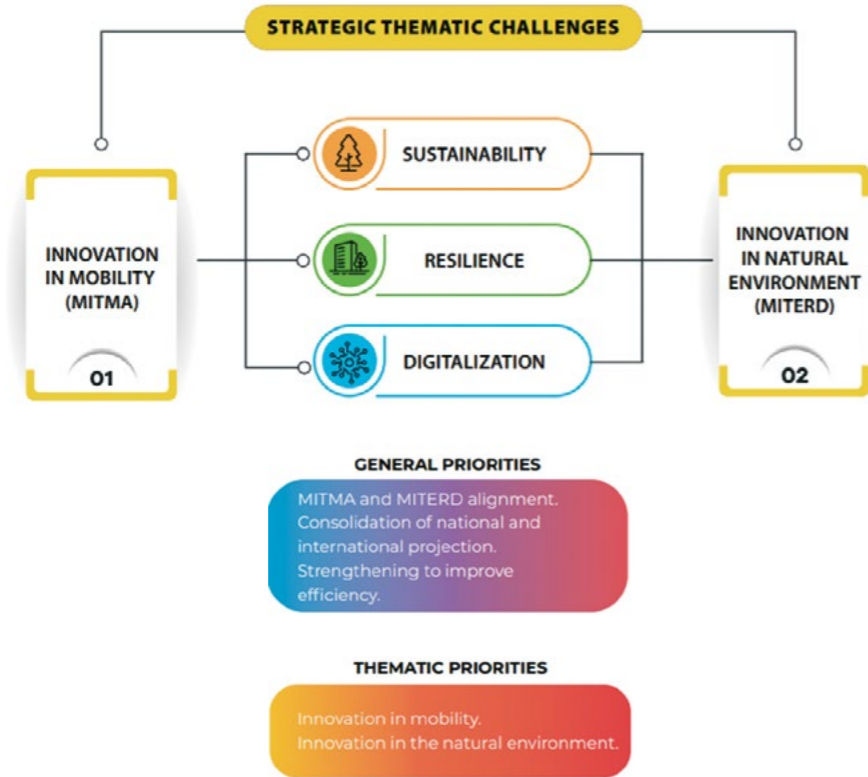 STRATEGIC THEMATIC CHALLENGES
INNOVATION
IN MOBILITY
(MITMA)
01
SUSTAINABILITY
RESILIENCE
DIGITALIZATION
INNOVATION
IN NATURAL
ENVIRONMENT
(MITERD)
02
GENERAL PRIORITIES
MITMA and MITERD alignment.
Consolidation of national and
international projection.
Strengthening to improve
efficiency.
THEMATIC PRIORITIES
Innovation in mobility.
Innovation in the natural environment.